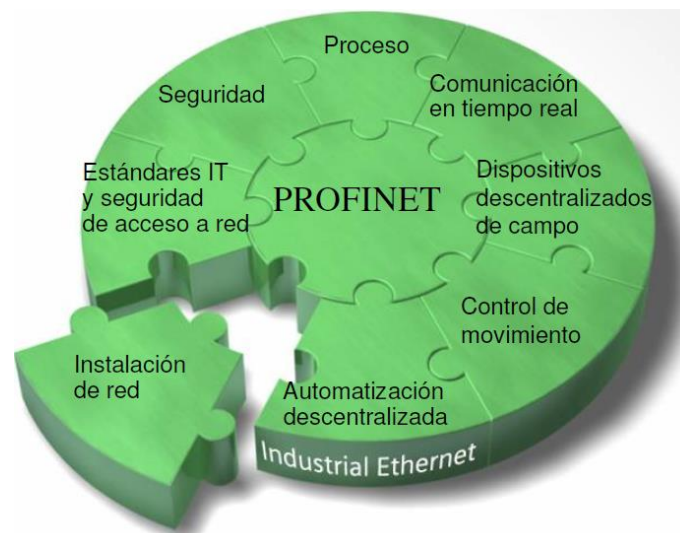 Proceso
Comunicación
en tiempo real
Seguridad
Estándares IT
y seguridad
de acceso a red
PROFINET
Dispositivos
descentralizados
de campo
Control de
movimiento
Instalación
de red
Automatización
descentralizada
Industrial Ethernet